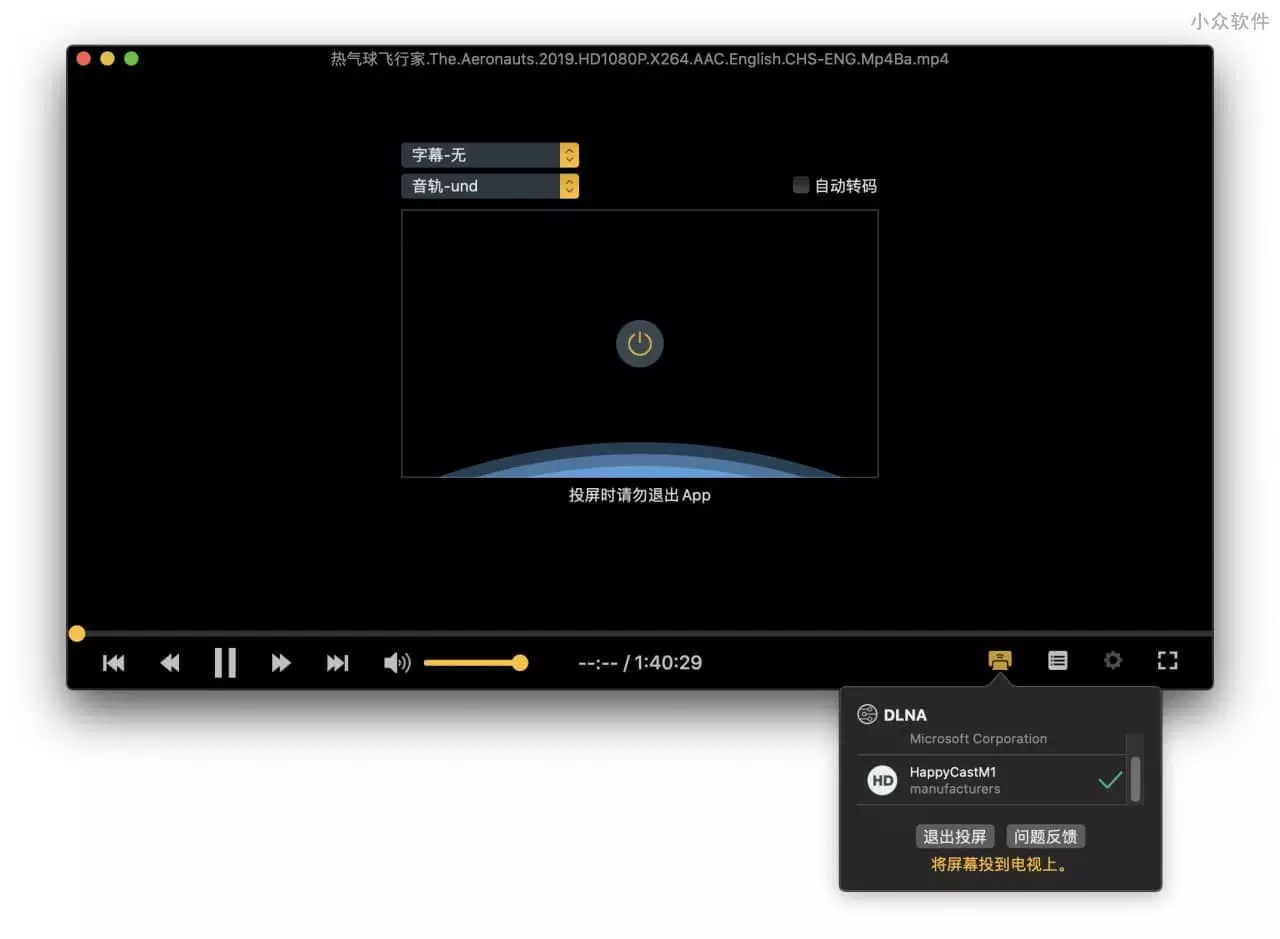 小众软件
热气球飞行家.The.Aeronauts.2019.HD1080P.X264.AAC.English.CHS-ENG.Mp4Ba.mp4
字幕-无
音轨-und
自动转码
投屏时请勿退出 App
--:-- / 1:40:29
DLNA
Microsoft Corporation
HD
HappyCastM1
manufacturers
退出投屏 问题反馈
将屏幕投到电视上。